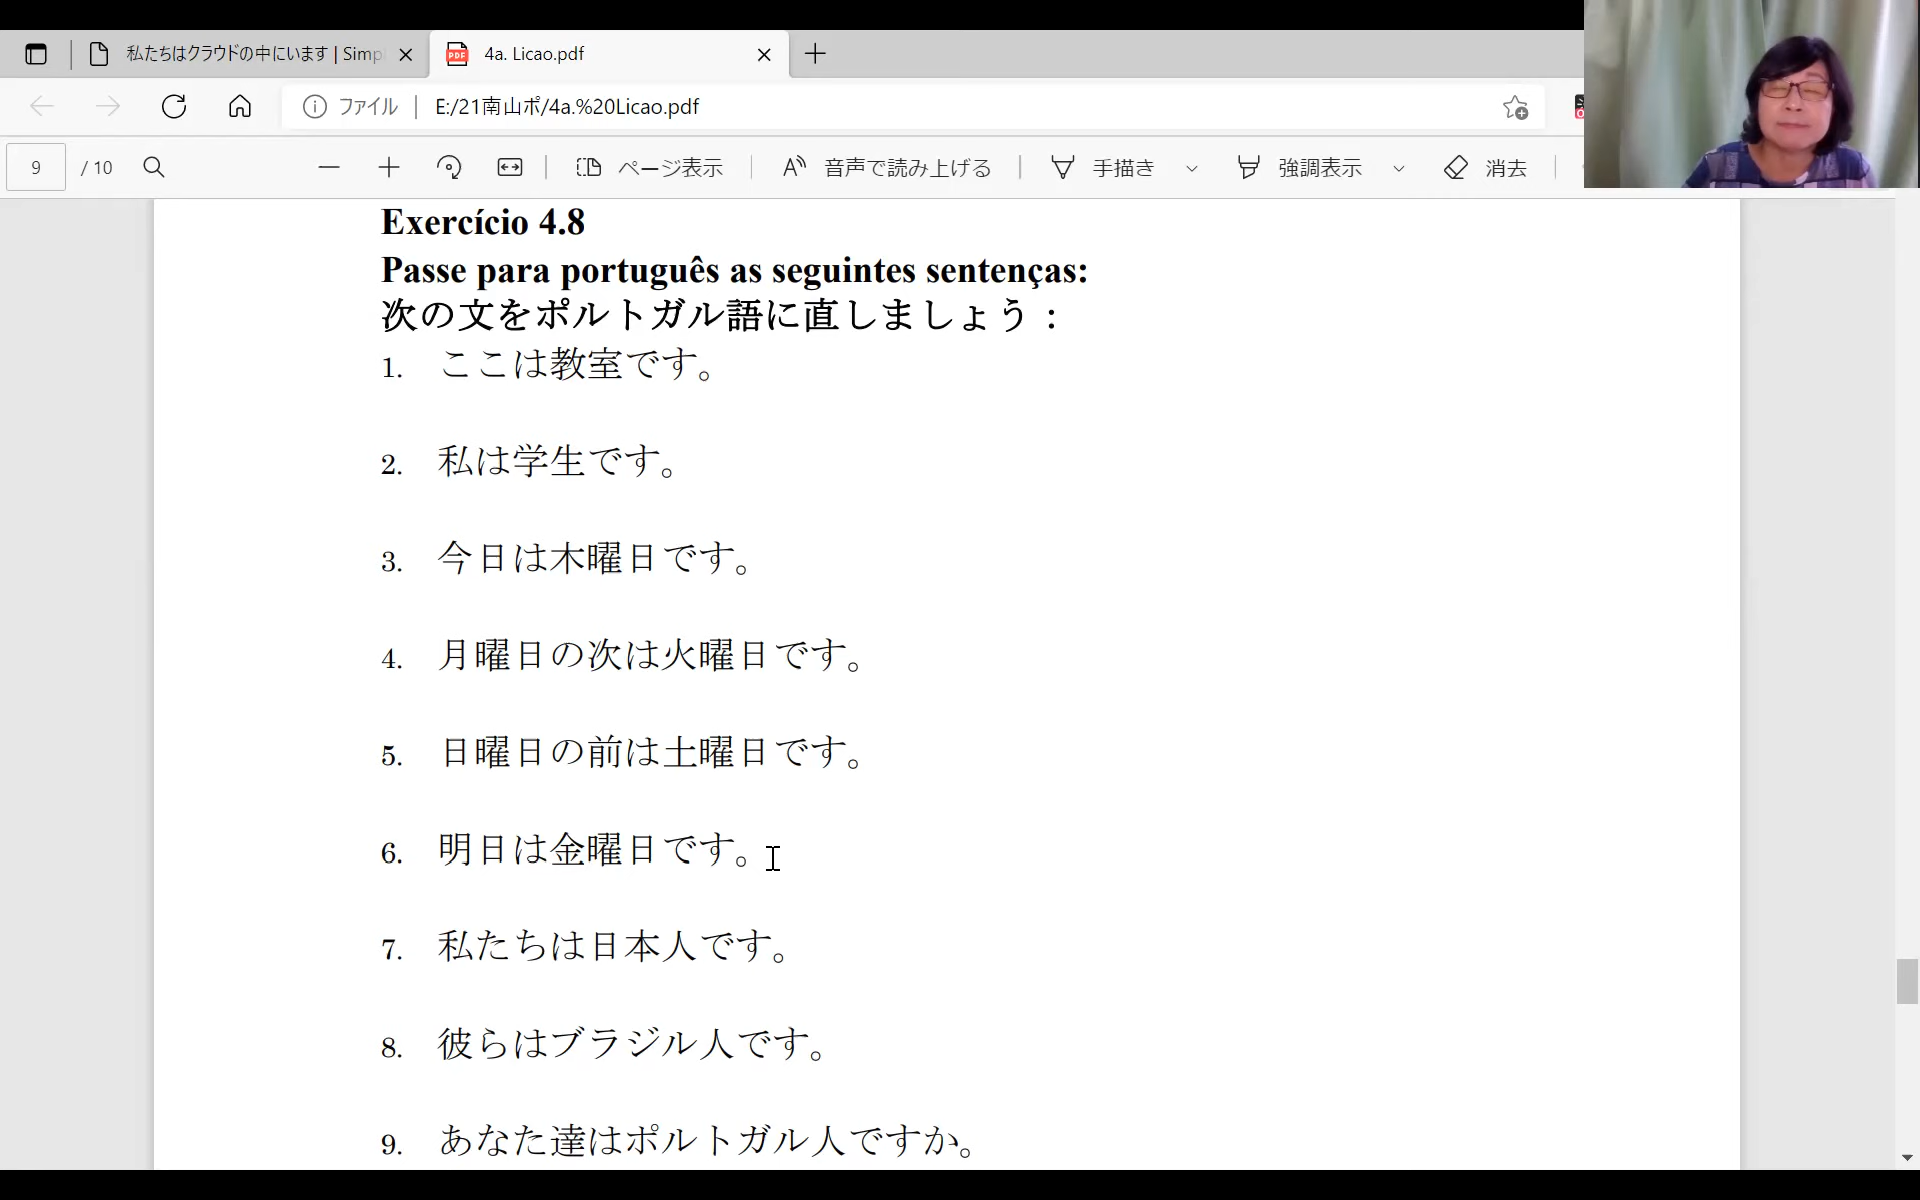 私たちはクラウドの中にいます | Simp
4a. Licao.pdf
ファイル
E:/21南山ポ/4a.%20Licao.pdf
9 / 10
ページ表示
音声で読み上げる
手描き
強調表示
消去
Exercício 4.8
Passe para português as seguintes sentenças:
次の文をポルトガル語に直しましょう：
1. ここは教室です。
2. 私は学生です。
3. 今日は木曜日です。
4. 月曜日の次は火曜日です。
5. 日曜日の前は土曜日です。
6. 明日は金曜日です。
7. 私たちは日本人です。
8. 彼らはブラジル人です。
9. あなた達はポルトガル人ですか。